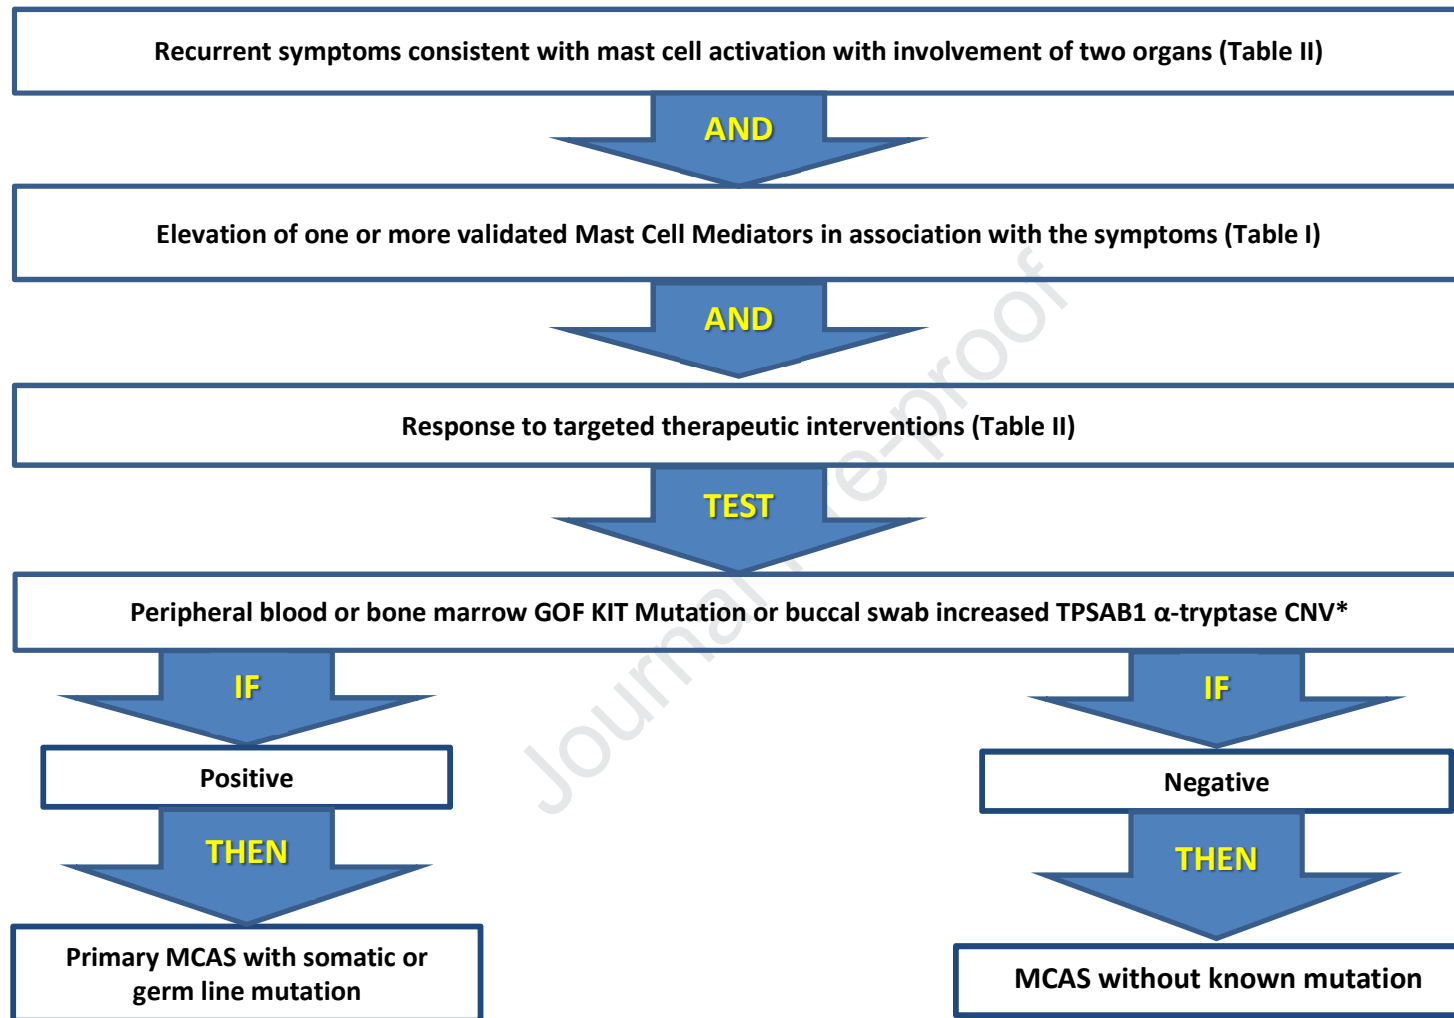 Recurrent symptoms consistent with mast cell activation with involvement of two organs (Table II)
AND
Elevation of one or more validated Mast Cell Mediators in association with the symptoms (Table I)
AND
Response to targeted therapeutic interventions (Table II)
TEST
Peripheral blood or bone marrow GOF KIT Mutation or buccal swab increased TPSAB1 α-tryptase CNV*
IF
IF
Positive
Negative
THEN
THEN
Primary MCAS with somatic or
germ line mutation
MCAS without known mutation
Journal Pre-proof